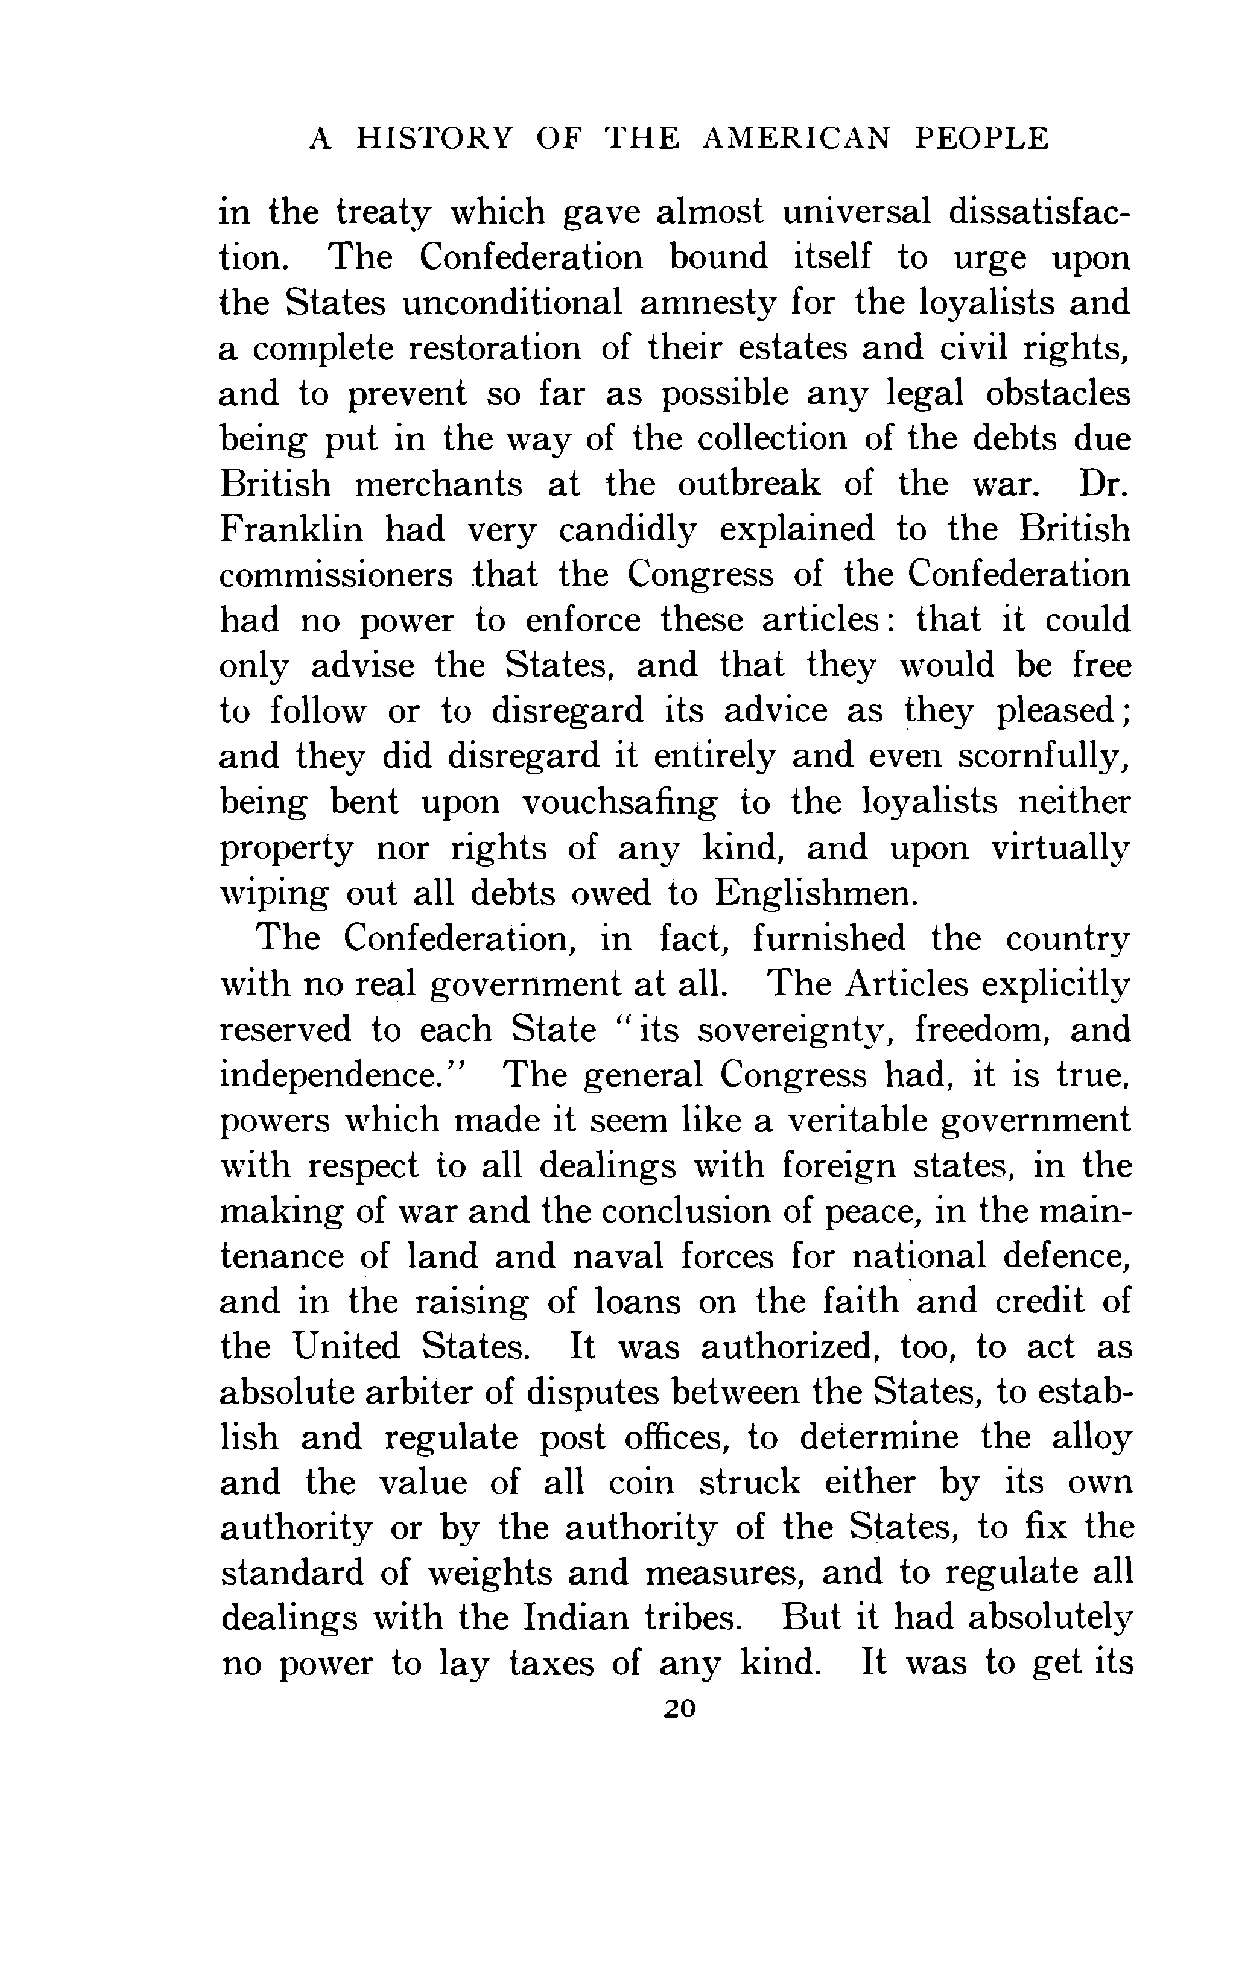 A HISTORY OF THE AMERICAN PEOPLE
in the treaty which gave almost universal dissatisfac-
tion. The Confederation bound itself to urge upon
the States unconditional amnesty for the loyalists and
a complete restoration of their estates and civil rights,
and to prevent so far as possible any legal obstacles
being put in the way of the collection of the debts due
British merchants at the outbreak of the war. Dr.
Franklin had very candidly explained to the British
commissioners that the Congress of the Confederation
had no power to enforce these articles: that it could
only advise the States, and that they would be free
to follow or to disregard its advice as they pleased;
and they did disregard it entirely and even scornfully,
being bent upon vouchsafing to the loyalists neither
property nor rights of any kind, and upon virtually
wiping out all debts owed to Englishmen.
The Confederation, in fact, furnished the country
with no real government at all. The Articles explicitly
reserved to each State "its sovereignty, freedom, and
independence." The general Congress had, it is true,
powers which made it seem like a veritable government
with respect to all dealings with foreign states, in the
making of war and the conclusion of peace, in the main-
tenance of land and naval forces for national defence,
and in the raising of loans on the faith and credit of
the United States. It was authorized, too, to act as
absolute arbiter of disputes between the States, to estab-
lish and regulate post offices, to determine the alloy
and the value of all coin struck either by its own
authority or by the authority of the States, to fix the
standard of weights and measures, and to regulate all
dealings with the Indian tribes. But it had absolutely
no power to lay taxes of any kind. It was to get its
20